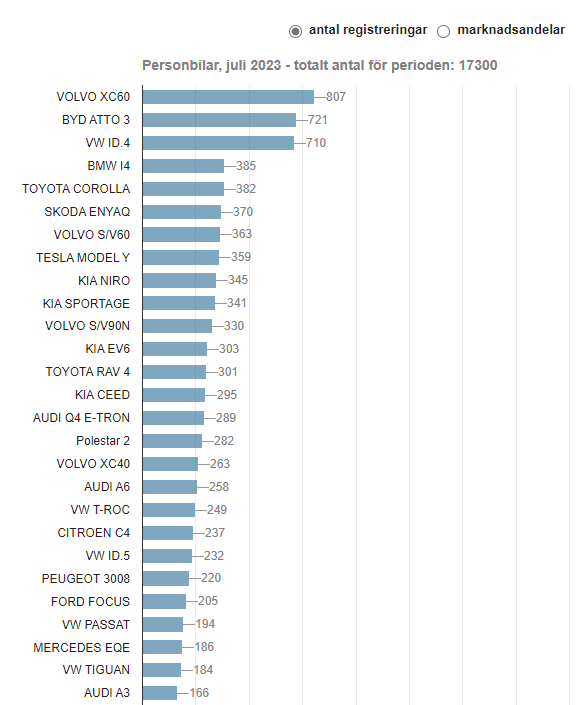 antal registreringar marknadsandelar
Personbilar, juli 2023 - totalt antal för perioden: 17300
VOLVO XC60 807
BYD ATTO 3 721
VW ID.4 710
BMW I4 385
TOYOTA COROLLA 382
SKODA ENYAQ 370
VOLVO S/V60 363
TESLA MODEL Y 359
KIA NIRO 345
KIA SPORTAGE 341
VOLVO S/V90N 330
KIA EV6 303
TOYOTA RAV 4 301
KIA CEED 295
AUDI Q4 E-TRON 289
Polestar 2 282
VOLVO XC40 263
AUDI A6 258
VW T-ROC 249
CITROEN C4 237
VW ID.5 232
PEUGEOT 3008 220
FORD FOCUS 205
VW PASSAT 194
MERCEDES EQE 186
VW TIGUAN 184
AUDI A3 166